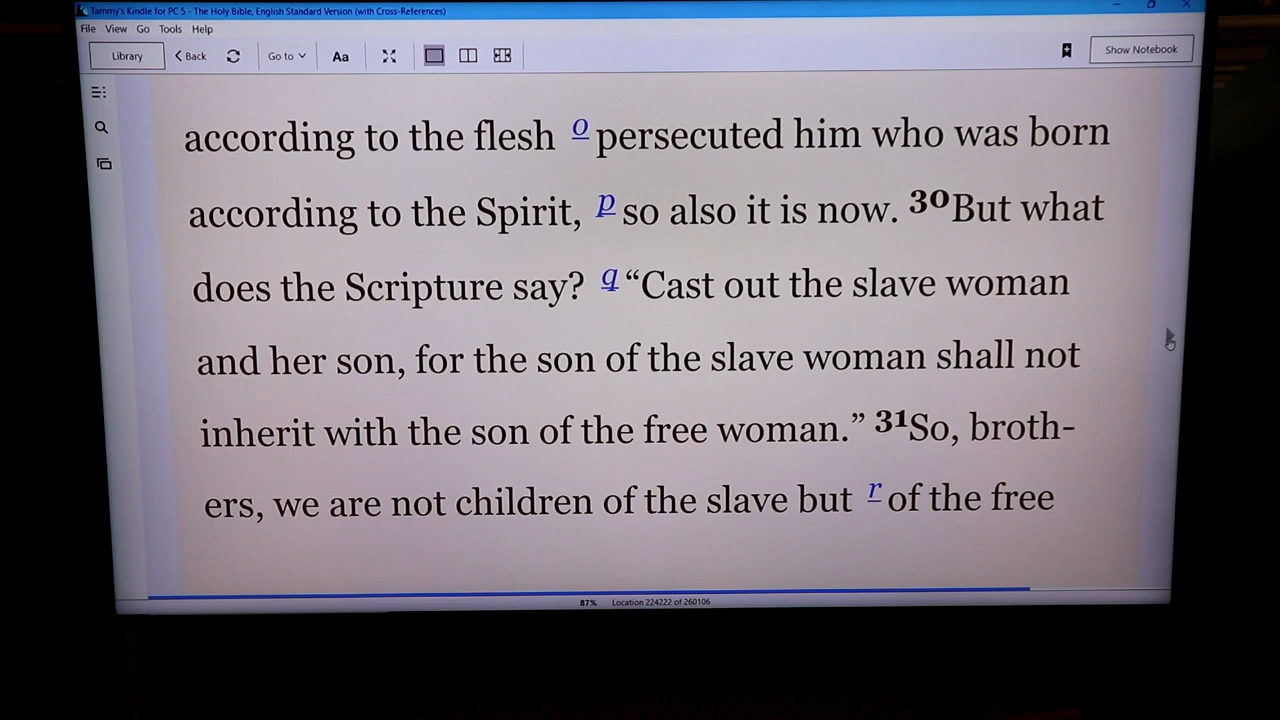 Tammy's Kindle for PC 5 - The Holy Bible, English Standard Version (with Cross-References)
File View Go Tools Help
Library Back Go to Aa Show Notebook
according to the flesh o persecuted him who was born
according to the Spirit, p so also it is now. 30But what
does the Scripture say? q “Cast out the slave woman
and her son, for the son of the slave woman shall not
inherit with the son of the free woman.” 31So, broth-
ers, we are not children of the slave but r of the free
87% Location 224222 of 260106